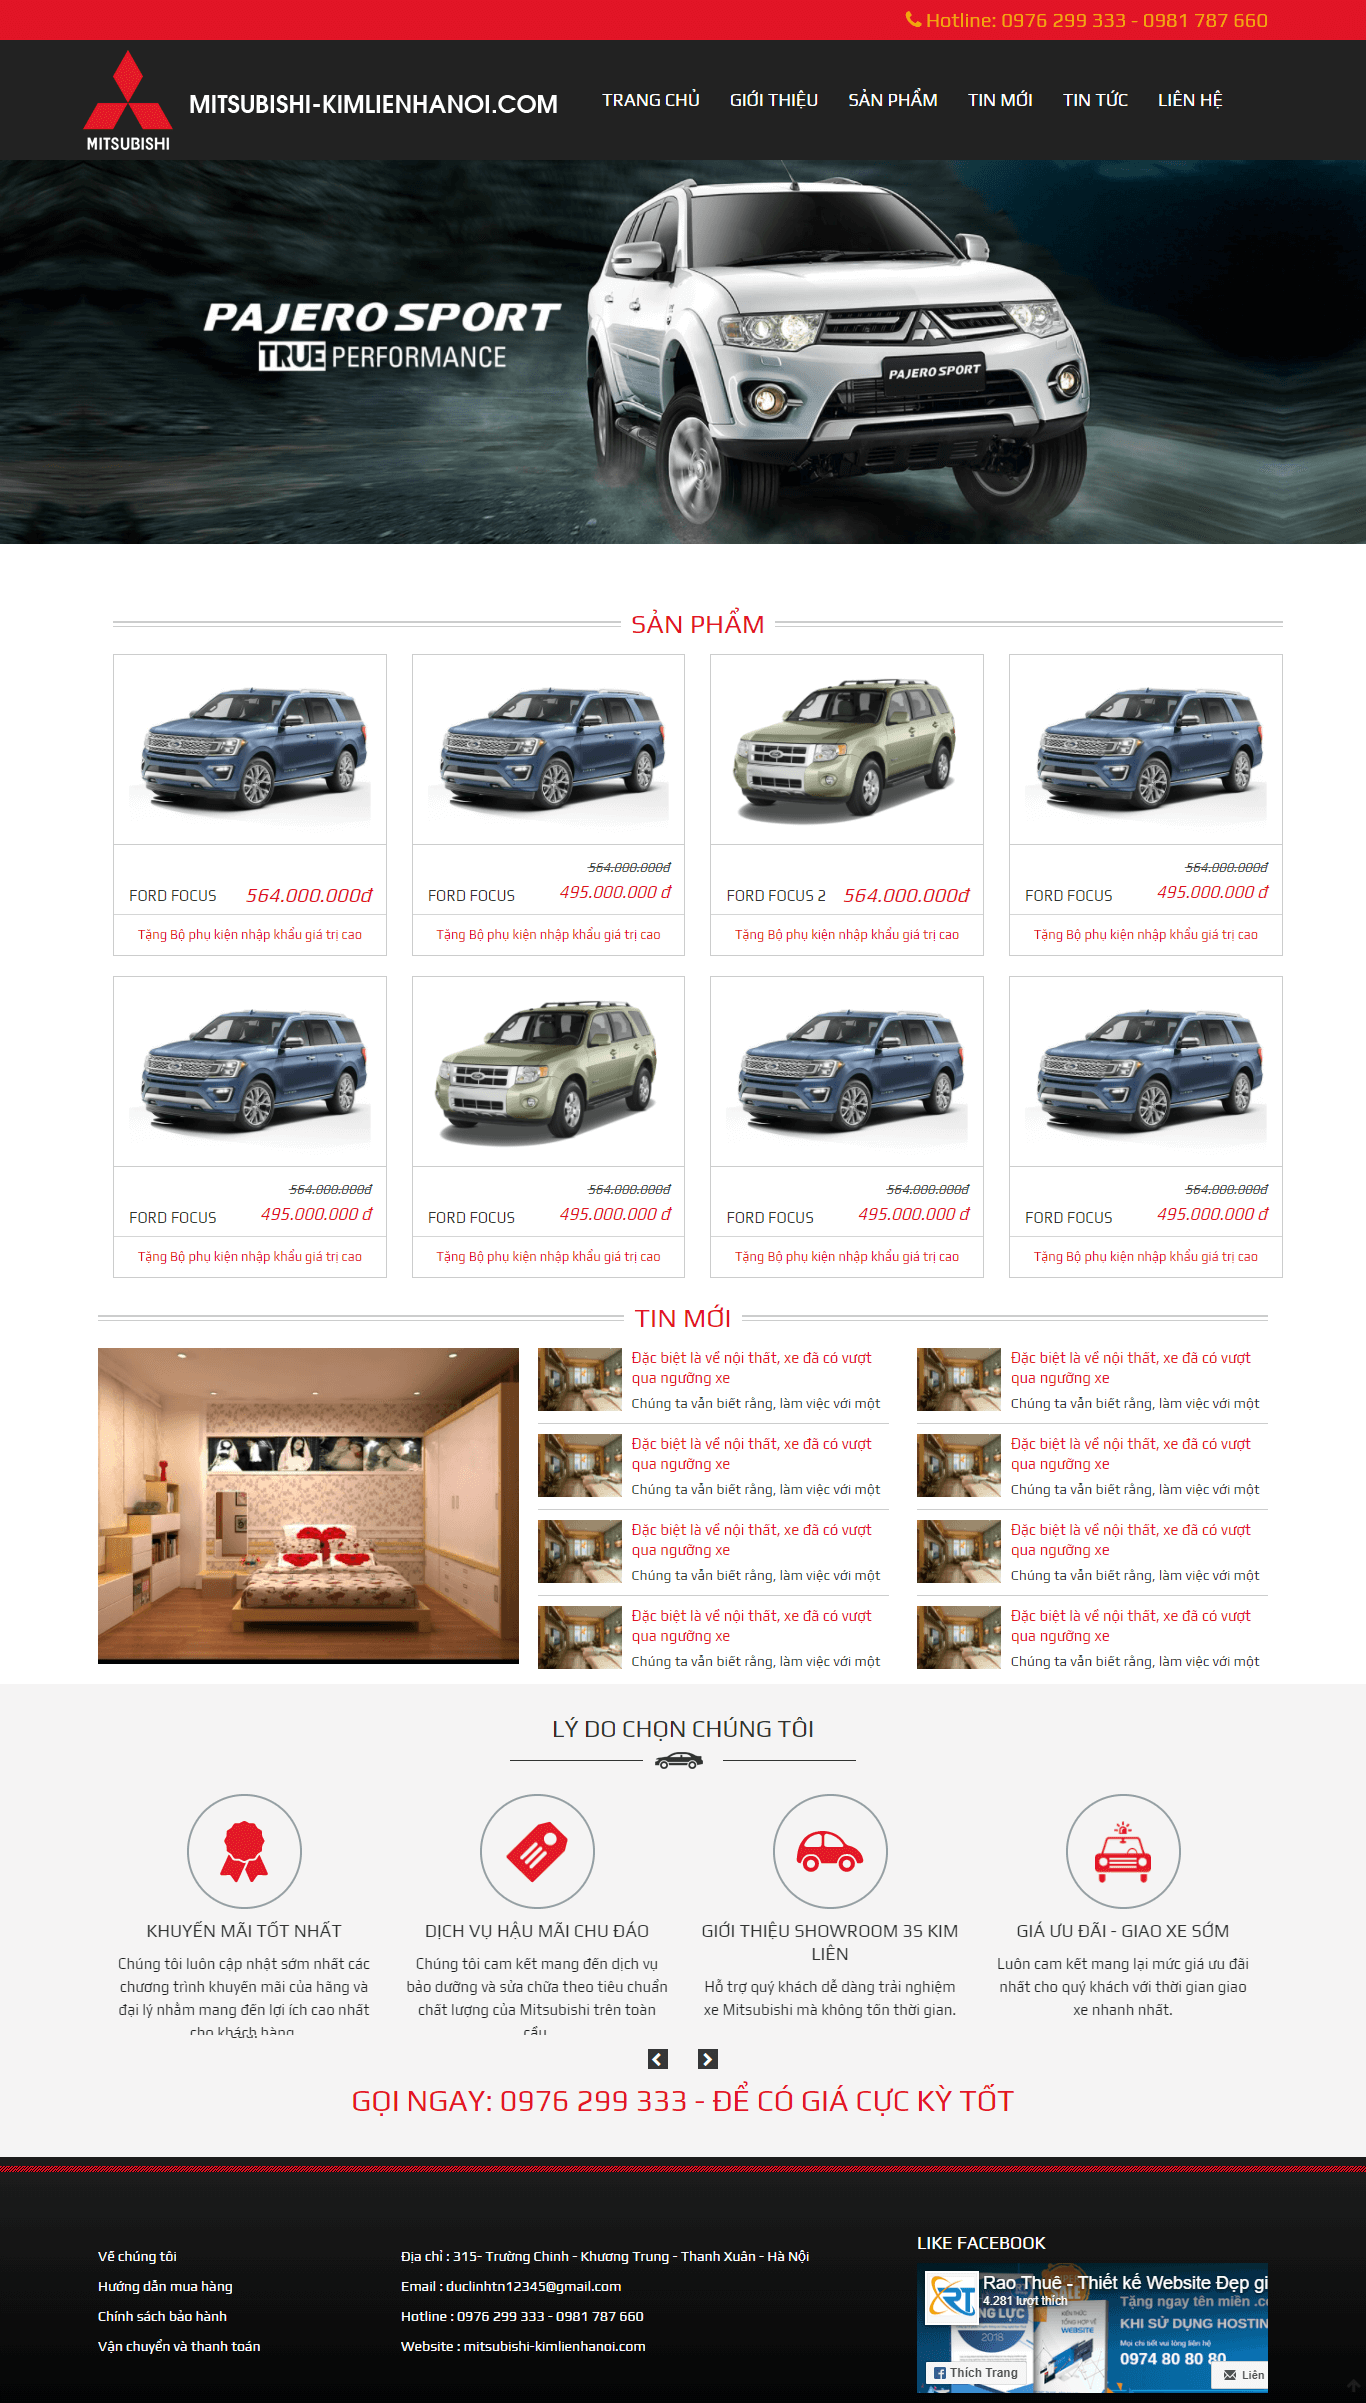 Hotline: 0976 299 333 - 0981 787 660
MITSUBISHI
MITSUBISHI-KIMLIENHANOI.COM
TRANG CHỦ GIỚI THIỆU SẢN PHẨM TIN MỚI TIN TỨC LIÊN HỆ
PAJERO SPORT
TRUE PERFORMANCE
PAJERO SPORT
SẢN PHẨM
FORD FOCUS 564.000.000đ
Tặng Bộ phụ kiện nhập khẩu giá trị cao
564.000.000đ
FORD FOCUS 495.000.000 đ
Tặng Bộ phụ kiện nhập khẩu giá trị cao
FORD FOCUS 2 564.000.000đ
Tặng Bộ phụ kiện nhập khẩu giá trị cao
564.000.000đ
FORD FOCUS 495.000.000 đ
Tặng Bộ phụ kiện nhập khẩu giá trị cao
564.000.000đ
FORD FOCUS 495.000.000 đ
Tặng Bộ phụ kiện nhập khẩu giá trị cao
564.000.000đ
FORD FOCUS 495.000.000 đ
Tặng Bộ phụ kiện nhập khẩu giá trị cao
564.000.000đ
FORD FOCUS 495.000.000 đ
Tặng Bộ phụ kiện nhập khẩu giá trị cao
564.000.000đ
FORD FOCUS 495.000.000 đ
Tặng Bộ phụ kiện nhập khẩu giá trị cao
TIN MỚI
Đặc biệt là về nội thất, xe đã có vượt
qua ngưỡng xe
Chúng ta vẫn biết rằng, làm việc với một
Đặc biệt là về nội thất, xe đã có vượt
qua ngưỡng xe
Chúng ta vẫn biết rằng, làm việc với một
Đặc biệt là về nội thất, xe đã có vượt
qua ngưỡng xe
Chúng ta vẫn biết rằng, làm việc với một
Đặc biệt là về nội thất, xe đã có vượt
qua ngưỡng xe
Chúng ta vẫn biết rằng, làm việc với một
Đặc biệt là về nội thất, xe đã có vượt
qua ngưỡng xe
Chúng ta vẫn biết rằng, làm việc với một
Đặc biệt là về nội thất, xe đã có vượt
qua ngưỡng xe
Chúng ta vẫn biết rằng, làm việc với một
Đặc biệt là về nội thất, xe đã có vượt
qua ngưỡng xe
Chúng ta vẫn biết rằng, làm việc với một
Đặc biệt là về nội thất, xe đã có vượt
qua ngưỡng xe
Chúng ta vẫn biết rằng, làm việc với một
LÝ DO CHỌN CHÚNG TÔI
KHUYẾN MÃI TỐT NHẤT
Chúng tôi luôn cập nhật sớm nhất các
chương trình khuyến mãi của hãng và
đại lý nhằm mang đến lợi ích cao nhất
cho khách hàng
DỊCH VỤ HẬU MÃI CHU ĐÁO
Chúng tôi cam kết mang đến dịch vụ
bảo dưỡng và sửa chữa theo tiêu chuẩn
chất lượng của Mitsubishi trên toàn
cầu
GIỚI THIỆU SHOWROOM 3S KIM
LIÊN
Hỗ trợ quý khách dễ dàng trải nghiệm
xe Mitsubishi mà không tốn thời gian.
GIÁ ƯU ĐÃI - GIAO XE SỚM
Luôn cam kết mang lại mức giá ưu đãi
nhất cho quý khách với thời gian giao
xe nhanh nhất.
GỌI NGAY: 0976 299 333 - ĐỂ CÓ GIÁ CỰC KỲ TỐT
Về chúng tôi
Hướng dẫn mua hàng
Chính sách bảo hành
Vận chuyển và thanh toán
Địa chỉ : 315- Trường Chinh - Khương Trung - Thanh Xuân - Hà Nội
Email : duclinhtn12345@gmail.com
Hotline : 0976 299 333 - 0981 787 660
Website : mitsubishi-kimlienhanoi.com
LIKE FACEBOOK
Rao Thuê - Thiết kế Website Đẹp gi
4.281 lượt thích
RT
Tặng ngay tên miền .co
KHI SỬ DỤNG HOSTIN
Mọi chi tiết vui lòng liên hệ
0974 80 80 80
NG LỰC
2018
WEBSITE
Thích Trang
Liên